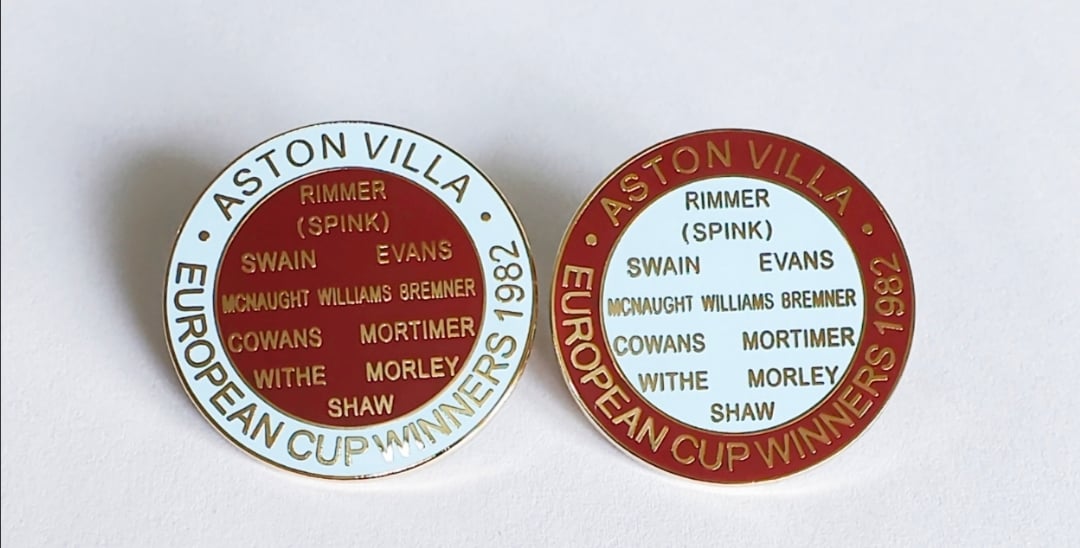 ASTON VILLA
RIMMER
(SPINK)
SWAIN EVANS
MCNAUGHT WILLIAMS BREMNER
COWANS MORTIMER
WITHE MORLEY
SHAW
EUROPEAN CUP WINNERS 1982
ASTON VILLA
RIMMER
(SPINK)
SWAIN EVANS
MCNAUGHT WILLIAMS BREMNER
COWANS MORTIMER
WITHE MORLEY
SHAW
EUROPEAN CUP WINNERS 1982